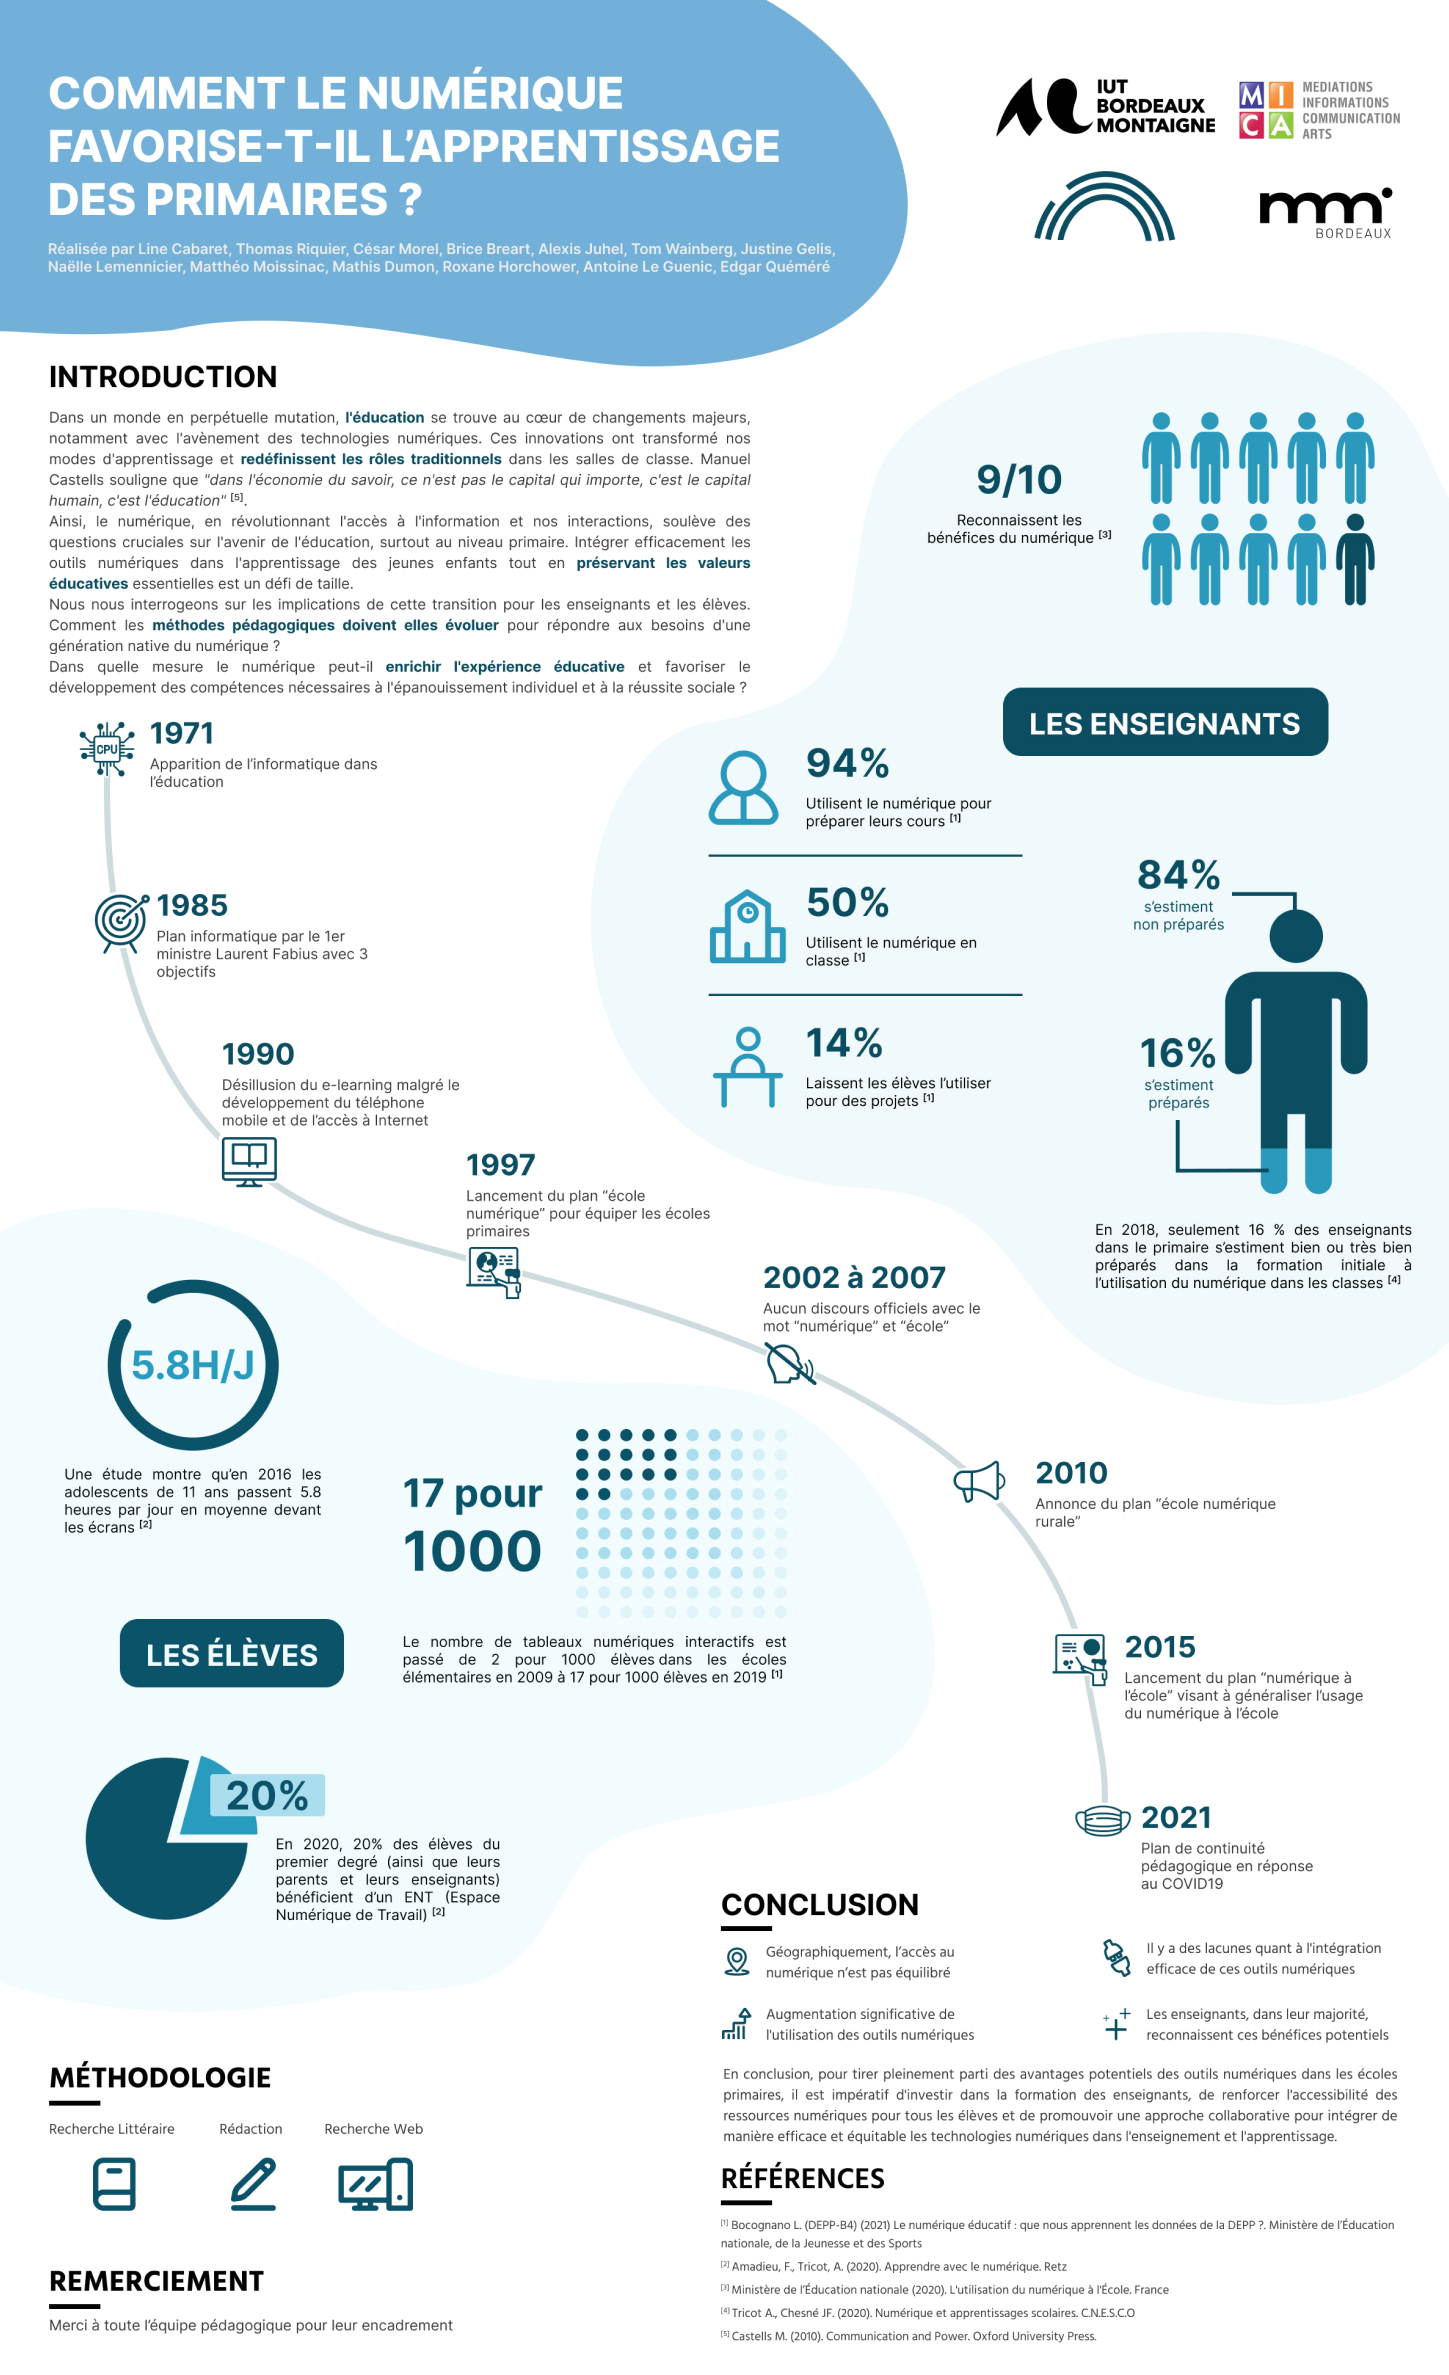 COMMENT LE NUMÉRIQUE
FAVORISE-T-IL L'APPRENTISSAGE
DES PRIMAIRES ?
Réalisée par Line Cabaret, Thomas Riquier, César Morel, Brice Breart, Alexis Juhel, Tom Wainberg, Justine Gelis,
Naëlle Lemennicier, Matthéo Moissinac, Mathis Dumon, Roxane Horchower, Antoine Le Guenic, Edgar Quéméré
IUT
BORDEAUX
MONTAIGNE
MICA
MEDIATIONS
INFORMATIONS
COMMUNICATION
ARTS
mmi
BORDEAUX
INTRODUCTION
Dans un monde en perpétuelle mutation, l'éducation se trouve au cœur de changements majeurs,
notamment avec l'avènement des technologies numériques. Ces innovations ont transformé nos
modes d'apprentissage et redéfinissent les rôles traditionnels dans les salles de classe. Manuel
Castells souligne que "dans l'économie du savoir, ce n'est pas le capital qui importe, c'est le capital
humain, c'est l'éducation" [5].
Ainsi, le numérique, en révolutionnant l'accès à l'information et nos interactions, soulève des
questions cruciales sur l'avenir de l'éducation, surtout au niveau primaire. Intégrer efficacement les
outils numériques dans l'apprentissage des jeunes enfants tout en préservant les valeurs
éducatives essentielles est un défi de taille.
Nous nous interrogeons sur les implications de cette transition pour les enseignants et les élèves.
Comment les méthodes pédagogiques doivent elles évoluer pour répondre aux besoins d'une
génération native du numérique ?
Dans quelle mesure le numérique peut-il enrichir l'expérience éducative et favoriser le
développement des compétences nécessaires à l'épanouissement individuel et à la réussite sociale ?
9/10
Reconnaissent les
bénéfices du numérique [3]
LES ENSEIGNANTS
94%
Utilisent le numérique pour
préparer leurs cours [1]
50%
Utilisent le numérique en
classe [1]
14%
Laissent les élèves l'utiliser
pour des projets [1]
84%
s'estiment
non préparés
16%
s'estiment
préparés
En 2018, seulement 16 % des enseignants
dans le primaire s'estiment bien ou très bien
préparés dans la formation initiale à
l'utilisation du numérique dans les classes [4]
CPU
1971
Apparition de l'informatique dans
l'éducation
1985
Plan informatique par le 1er
ministre Laurent Fabius avec 3
objectifs
1990
Désillusion du e-learning malgré le
développement du téléphone
mobile et de l'accès à Internet
1997
Lancement du plan “école
numérique” pour équiper les écoles
primaires
2002 à 2007
Aucun discours officiels avec le
mot “numérique” et “école”
2010
Annonce du plan “école numérique
rurale”
2015
Lancement du plan “numérique à
l'école” visant à généraliser l'usage
du numérique à l'école
2021
Plan de continuité
pédagogique en réponse
au COVID19
5.8H/J
Une étude montre qu'en 2016 les
adolescents de 11 ans passent 5.8
heures par jour en moyenne devant
les écrans [2]
17 pour
1000
Le nombre de tableaux numériques interactifs est
passé de 2 pour 1000 élèves dans les écoles
élémentaires en 2009 à 17 pour 1000 élèves en 2019 [1]
LES ÉLÈVES
20%
En 2020, 20% des élèves du
premier degré (ainsi que leurs
parents et leurs enseignants)
bénéficient d'un ENT (Espace
Numérique de Travail) [2]
CONCLUSION
Géographiquement, l'accès au
numérique n'est pas équilibré
Il y a des lacunes quant à l'intégration
efficace de ces outils numériques
Augmentation significative de
l'utilisation des outils numériques
Les enseignants, dans leur majorité,
reconnaissent ces bénéfices potentiels
En conclusion, pour tirer pleinement parti des avantages potentiels des outils numériques dans les écoles
primaires, il est impératif d'investir dans la formation des enseignants, de renforcer l'accessibilité des
ressources numériques pour tous les élèves et de promouvoir une approche collaborative pour intégrer de
manière efficace et équitable les technologies numériques dans l'enseignement et l'apprentissage.
MÉTHODOLOGIE
Recherche Littéraire
Rédaction
Recherche Web
REMERCIEMENT
Merci à toute l'équipe pédagogique pour leur encadrement
RÉFÉRENCES
[1] Bocognano L. (DEPP-B4) (2021) Le numérique éducatif : que nous apprennent les données de la DEPP ?. Ministère de l'Éducation
nationale, de la Jeunesse et des Sports
[2] Amadieu, F., Tricot, A. (2020). Apprendre avec le numérique. Retz
[3] Ministère de l'Éducation nationale (2020). L'utilisation du numérique à l'École. France
[4] Tricot A., Chesné JF. (2020). Numérique et apprentissages scolaires. C.N.E.S.C.O
[5] Castells M. (2010). Communication and Power. Oxford University Press.